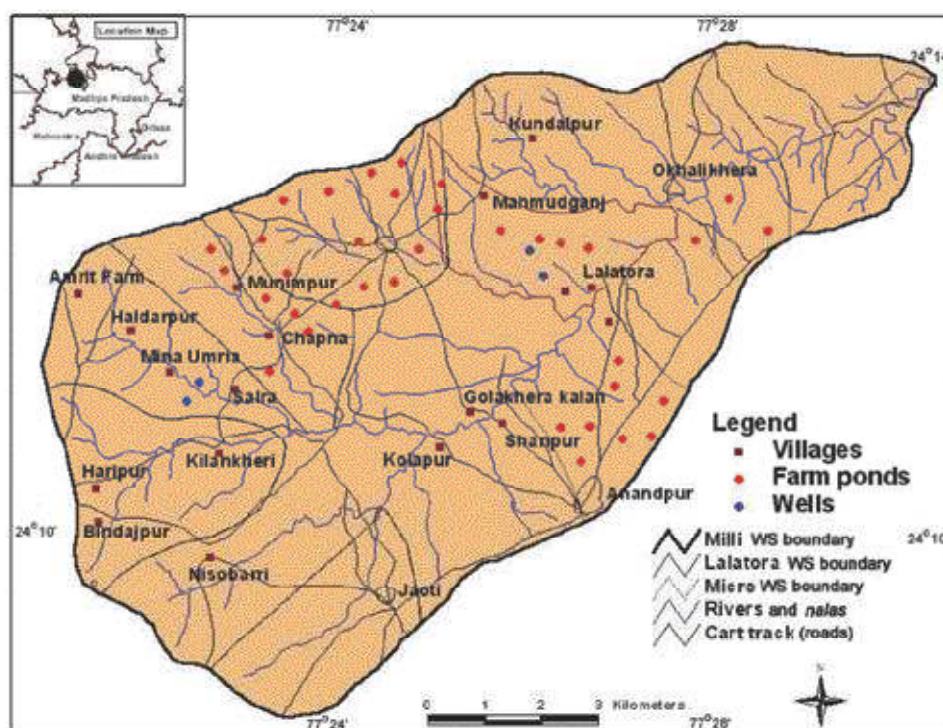 77°24'
77°28'
24°14'
Location Map
Madhya Pradesh
Maharashtra
Orissa
Andhra Pradesh
Kundalpur
Okhalikhera
Mahmudganj
Amrit Farm
Munimpur
Lalatora
Haldarpur
Chapna
Mina Umria
Salra
Golakhera kalan
Sharipur
Kilankheri
Kolapur
Haripur
Anandpur
Bindajpur
Nisobarri
Jaoti
Legend
Villages
Farm ponds
Wells
Milli WS boundary
Lalatora WS boundary
Micro WS boundary
Rivers and nalas
Cart track (roads)
24°10'
24°10'
N
0 1 2 3 Kilometers
77°24'
77°28'